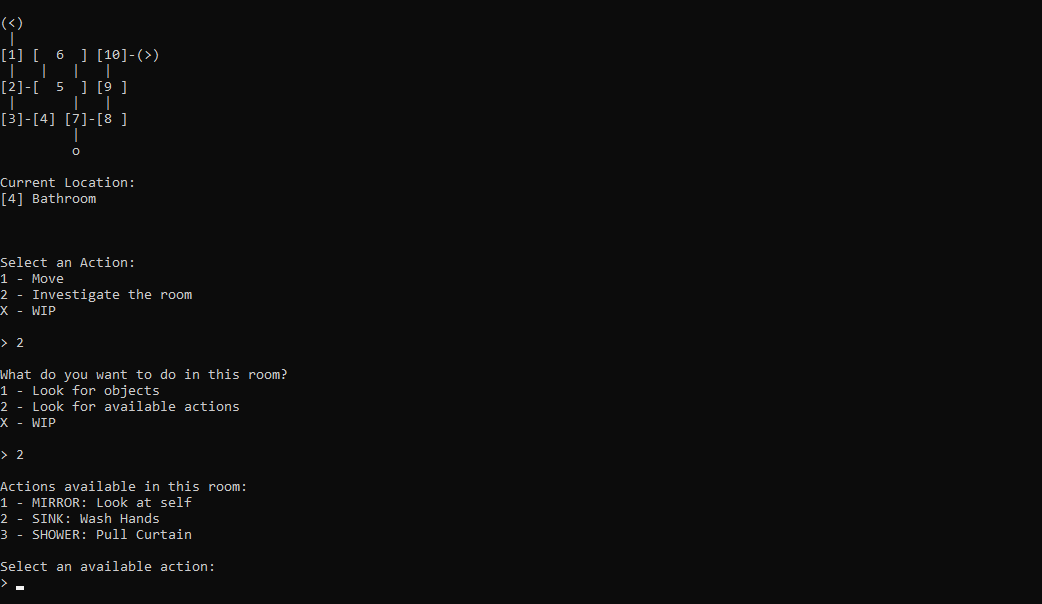 (<)
 |
[1] [  6  ] [10]-(>)
 |   |   |   |
[2]-[  5  ] [9 ]
 |       |   |
[3]-[4] [7]-[8 ]
         |
         o
Current Location:
[4] Bathroom
Select an Action:
1 - Move
2 - Investigate the room
X - WIP
> 2
What do you want to do in this room?
1 - Look for objects
2 - Look for available actions
X - WIP
> 2
Actions available in this room:
1 - MIRROR: Look at self
2 - SINK: Wash Hands
3 - SHOWER: Pull Curtain
Select an available action:
> _